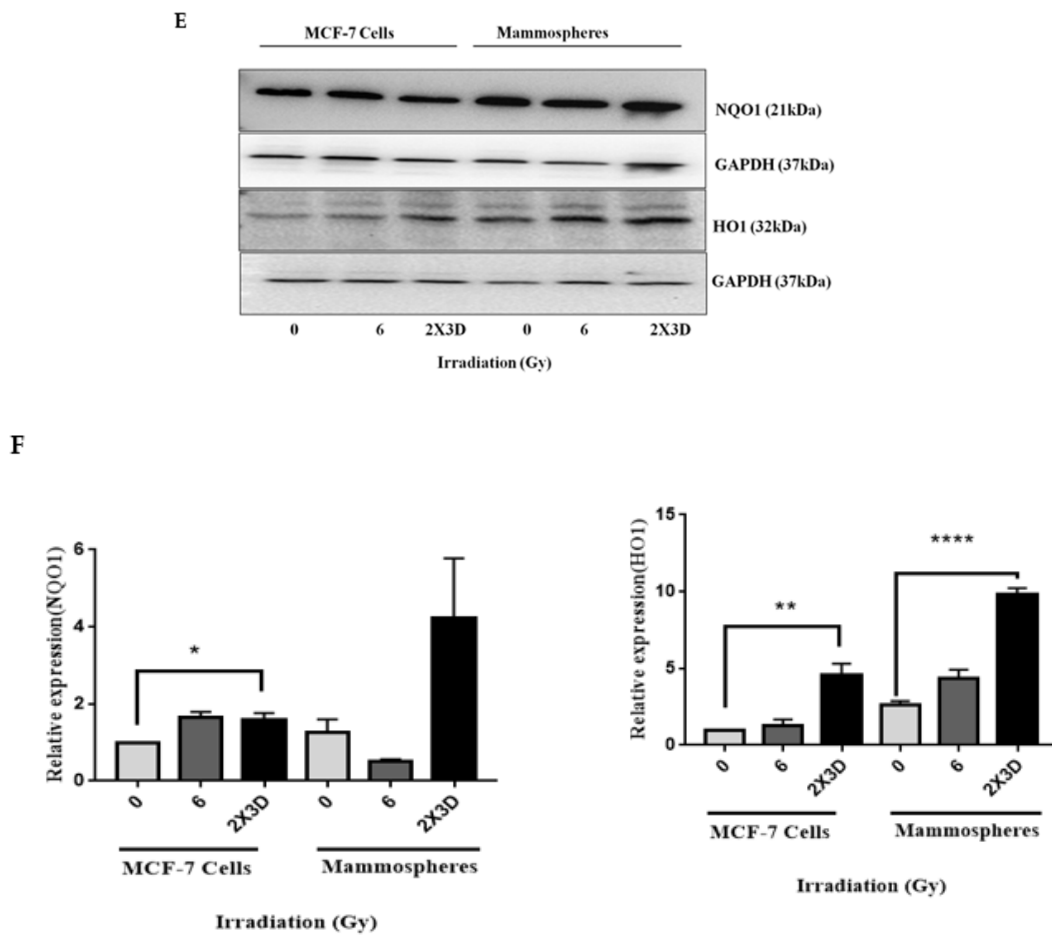 E
MCF-7 Cells Mammospheres
NQO1 (21kDa)
GAPDH (37kDa)
HO1 (32kDa)
GAPDH (37kDa)
0 6 2X3D 0 6 2X3D
Irradiation (Gy)
F
Relative expression(NQO1)
6
4
2
0
*
0 6 2X3D 0 6 2X3D
MCF-7 Cells Mammospheres
Irradiation (Gy)
Relative expression(HO1)
15
10
5
0
**
****
0 6 2X3D 0 6 2X3D
MCF-7 Cells Mammospheres
Irradiation (Gy)